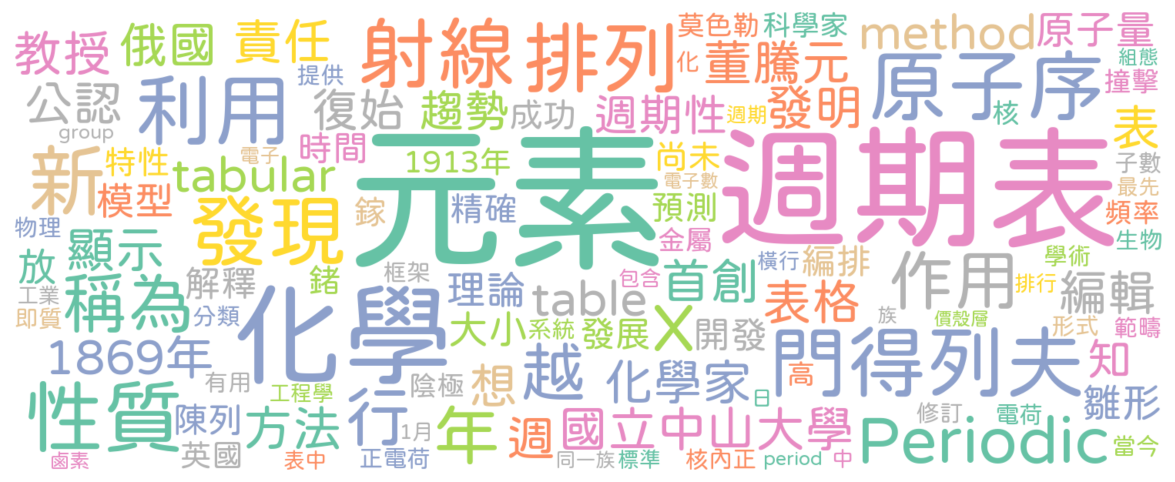 教授
俄國
責任
提供
射線
排列
莫色勒
科學家
化
董騰元
method
原子量
組態
撞擊
公認
group
利用
復始
趨勢
成功
週期性
週期
發明
原子序
核
表
子數
最先
新
特性
電子
時間
1913年
尚未
電子數
元素
週期表
模型
tabular
發現
鎵
精確
預測
金屬
頻率
生物
物理
放
顯示
工業
即質
稱為
解釋
分類
鍺
框架
理論
包含
首創
橫行
編排
作用
學術
排行
編輯
化學
table
表格
大小
系統
發展
X
開發
族
價殼層
形式
範疇
1869年
有用
工程學
陰極
想
越
化學家
門得列夫
高
日
知
雛形
性質
陳列
方法
行
1月
年
週
國立中山大學
修訂
電荷
Periodic
當今
鹵素
英國
表中
正電荷
同一族
標準
核內正
period
中